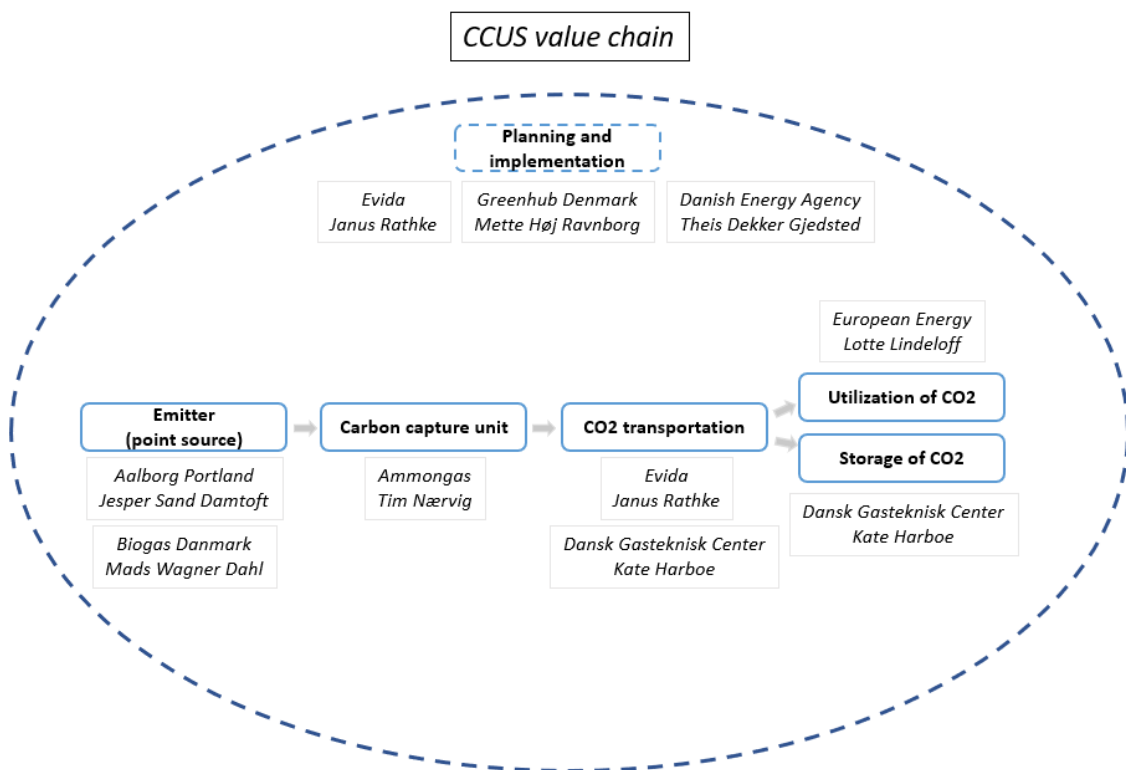 CCUS value chain
Planning and
implementation
Evida
Janus Rathke
Greenhub Denmark
Mette Høj Ravnborg
Danish Energy Agency
Theis Dekker Gjedsted
European Energy
Lotte Lindeloff
Emitter
(point source)
Carbon capture unit
CO2 transportation
Utilization of CO2
Storage of CO2
Aalborg Portland
Jesper Sand Damtoft
Biogas Danmark
Mads Wagner Dahl
Ammongas
Tim Nærvig
Evida
Janus Rathke
Dansk Gasteknisk Center
Kate Harboe
Dansk Gasteknisk Center
Kate Harboe